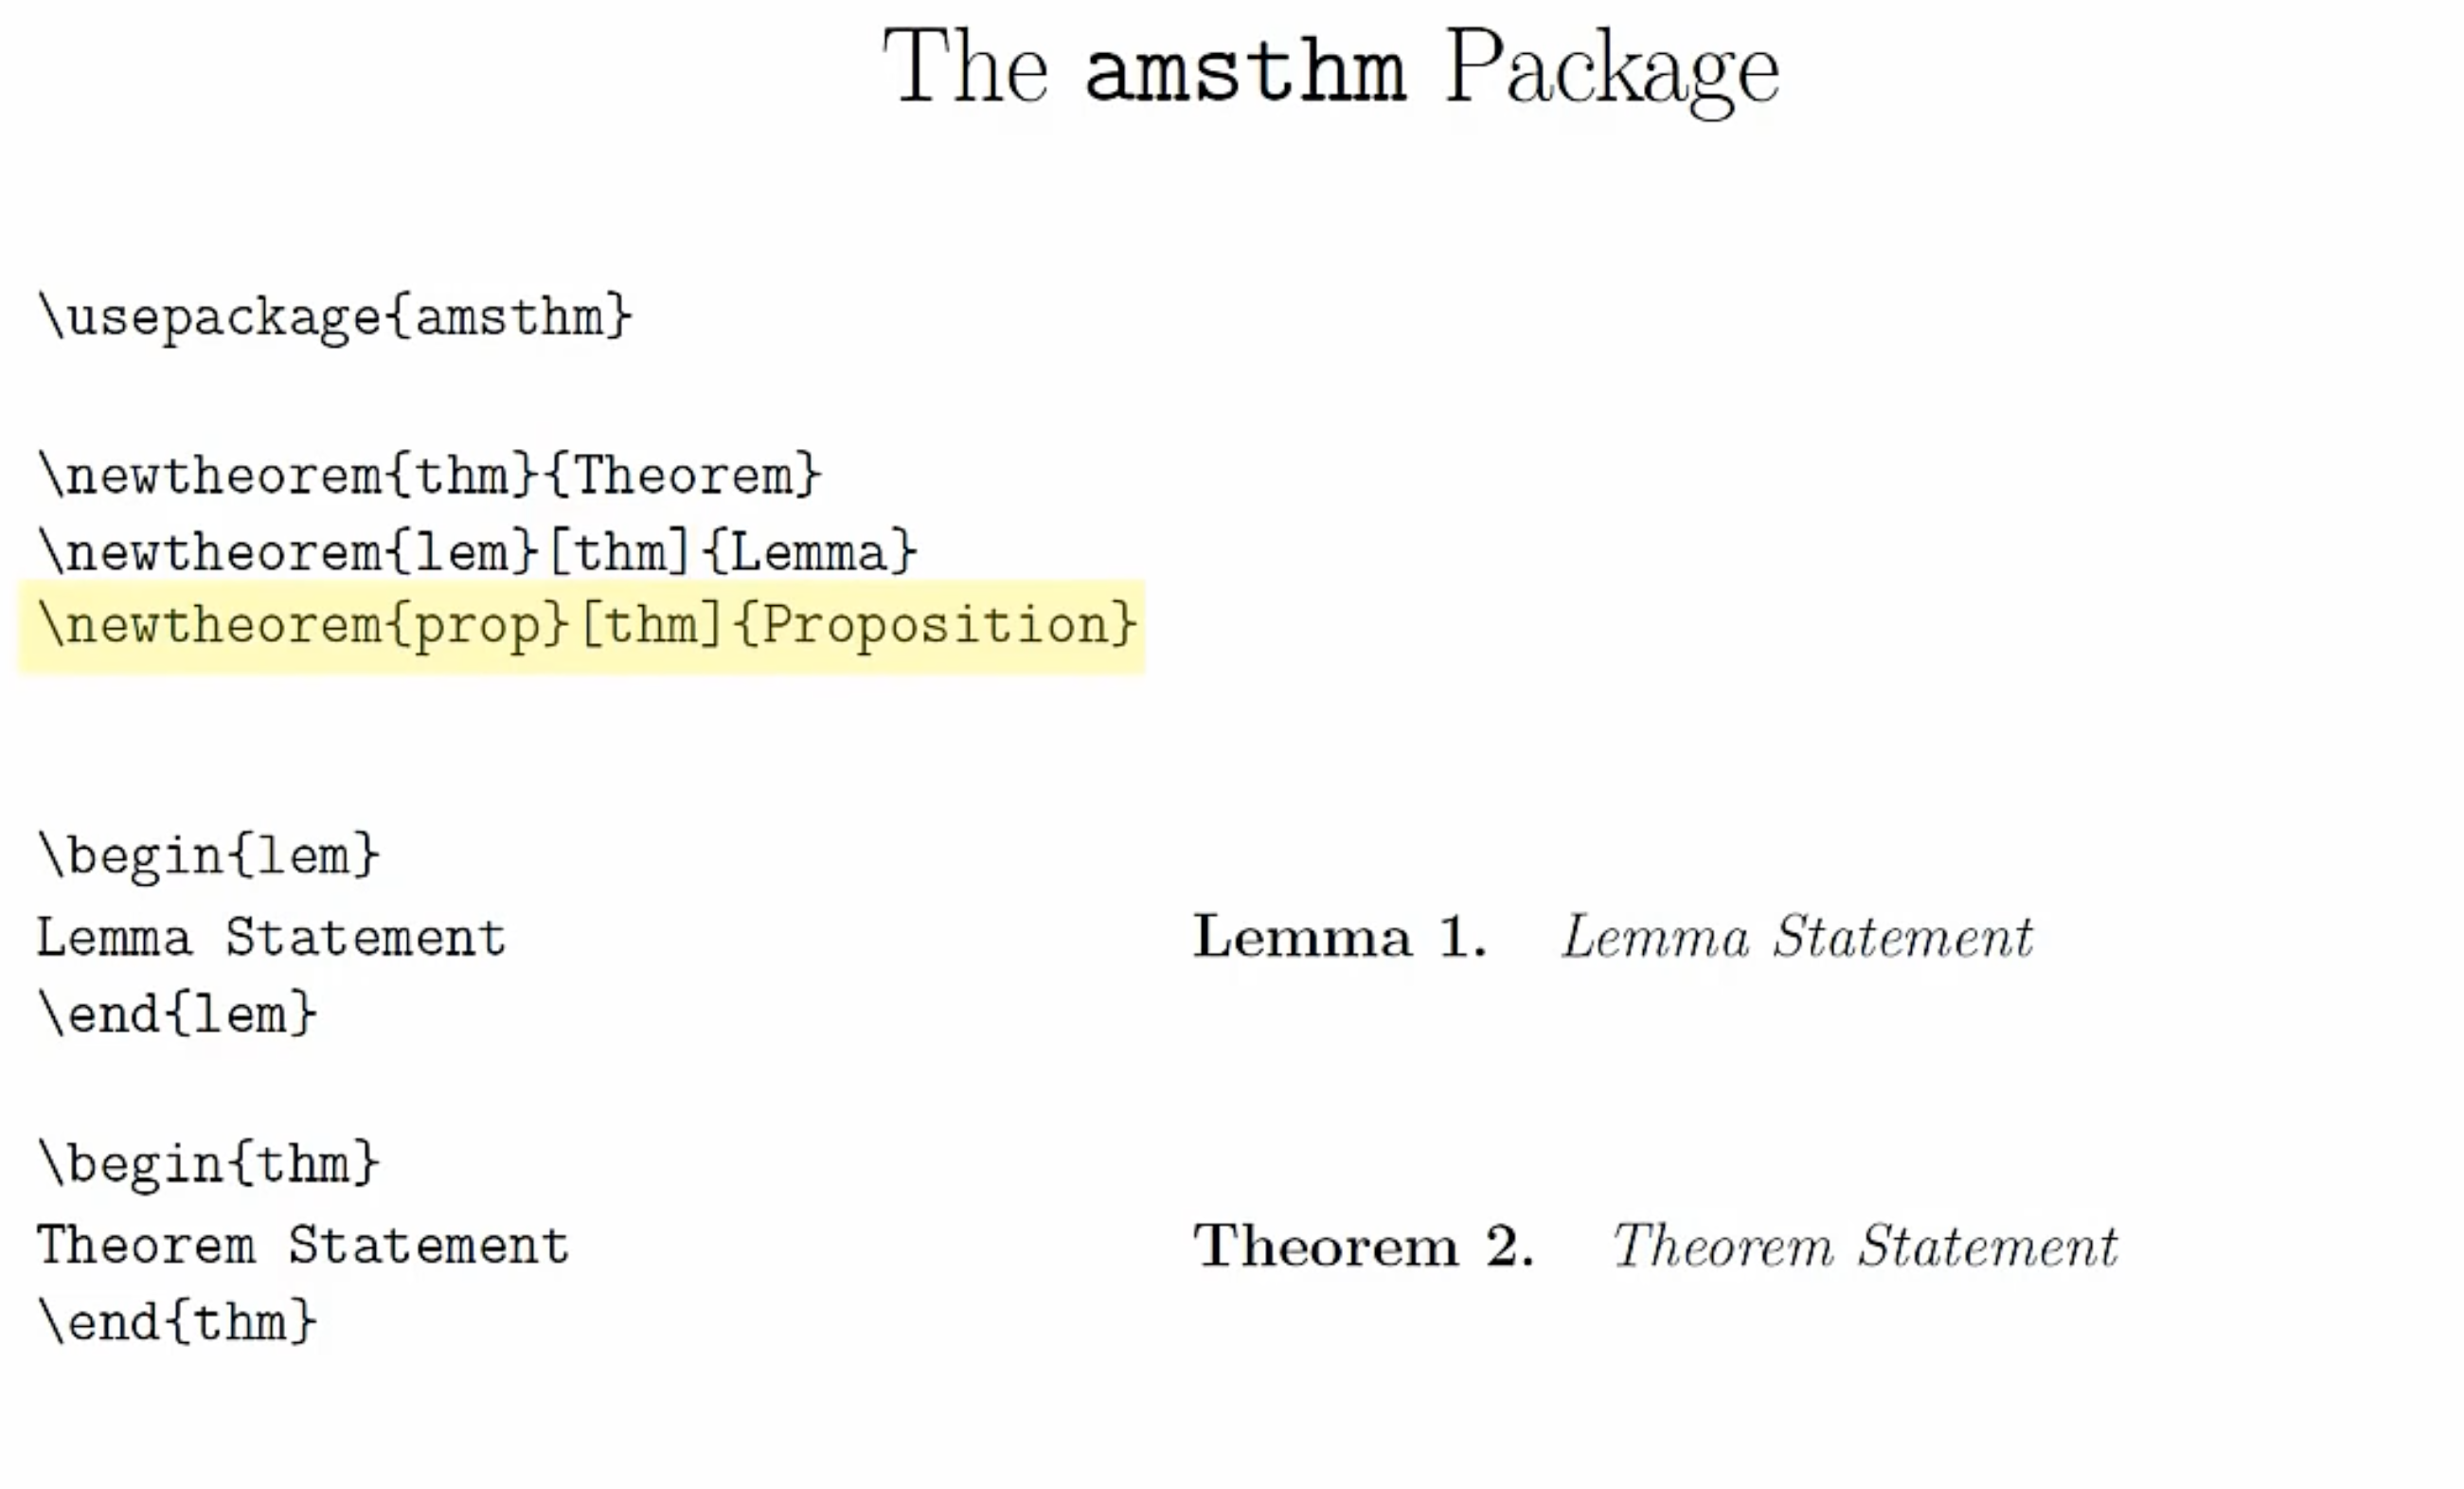 The amsthm Package
\usepackage{amsthm}
\newtheorem{thm}{Theorem}
\newtheorem{lem}[thm]{Lemma}
\newtheorem{prop}[thm]{Proposition}
\begin{lem}
Lemma Statement
\end{lem}
Lemma 1. Lemma Statement
\begin{thm}
Theorem Statement
\end{thm}
Theorem 2. Theorem Statement